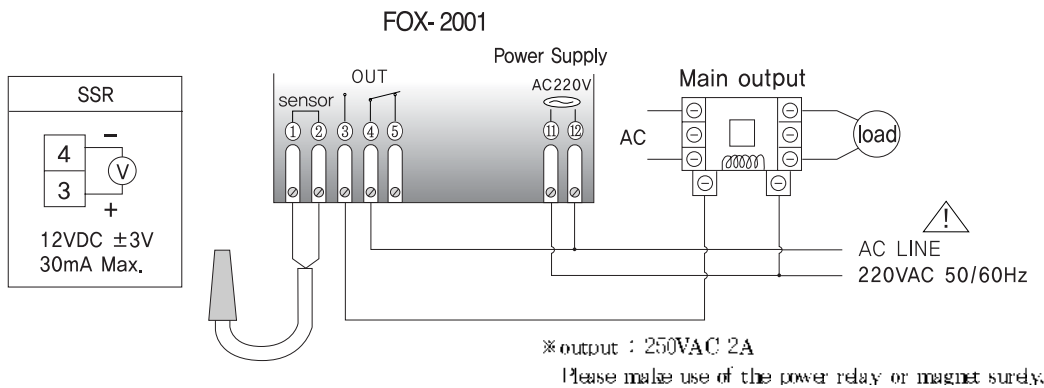 FOX-2001
Power Supply
OUT
AC220V
sensor
1 2 3 4 5 11 12
SSR
4
3
−
V
+
12VDC ±3V
30mA Max.
Main output
AC
load
!
AC LINE
220VAC 50/60Hz
※output : 250VAC 2A
Please make use of the power relay or magnet surely.